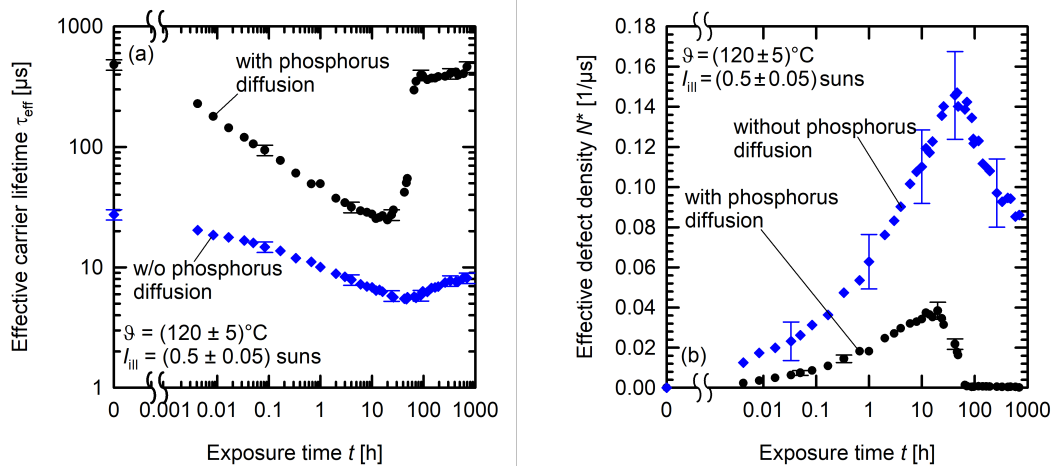 (a)
with phosphorus
diffusion
w/o phosphorus
diffusion
ϑ = (120 ± 5)°C
I_ill = (0.5 ± 0.05) suns
1000
100
10
1
0 0.001 0.01 0.1 1 10 100 1000
Exposure time t [h]
Effective carrier lifetime τ_eff [µs]
ϑ = (120 ± 5)°C
I_ill = (0.5 ± 0.05) suns
without phosphorus
diffusion
with phosphorus
diffusion
(b)
0.18
0.16
0.14
0.12
0.10
0.08
0.06
0.04
0.02
0.00
0 0.01 0.1 1 10 100 1000
Exposure time t [h]
Effective defect density N* [1/µs]